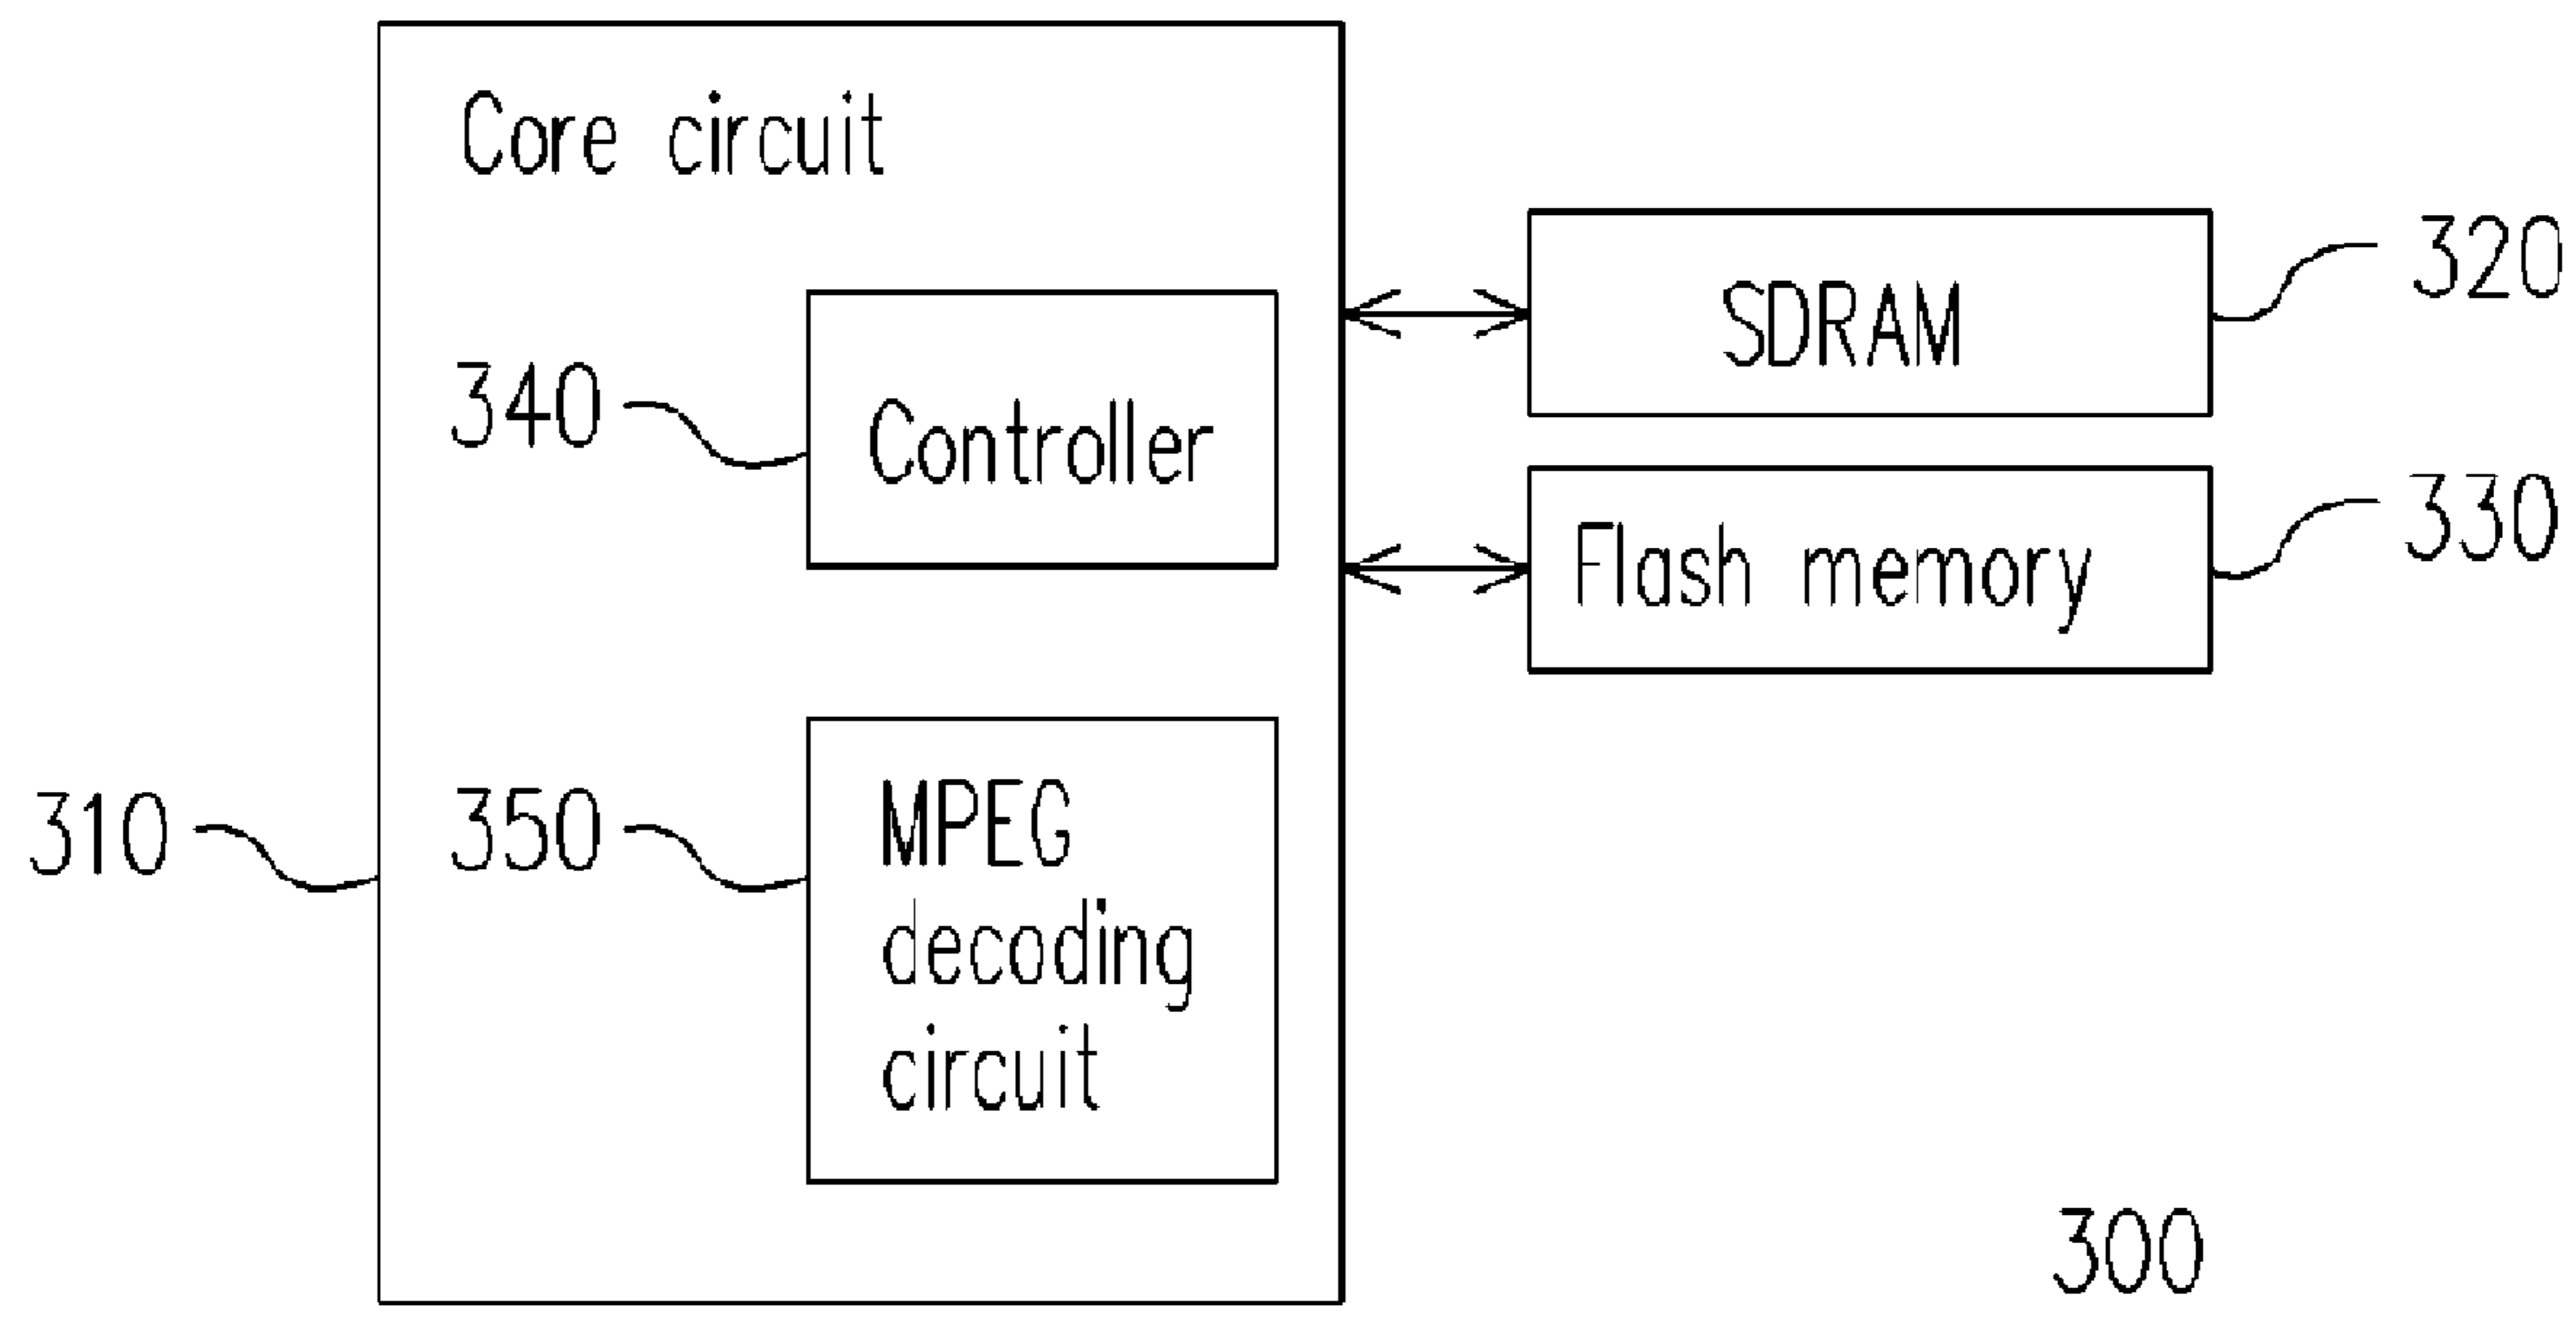 Core circuit
SDRAM
320
340
Controller
Flash memory
330
310
350
MPEG
decoding
circuit
300